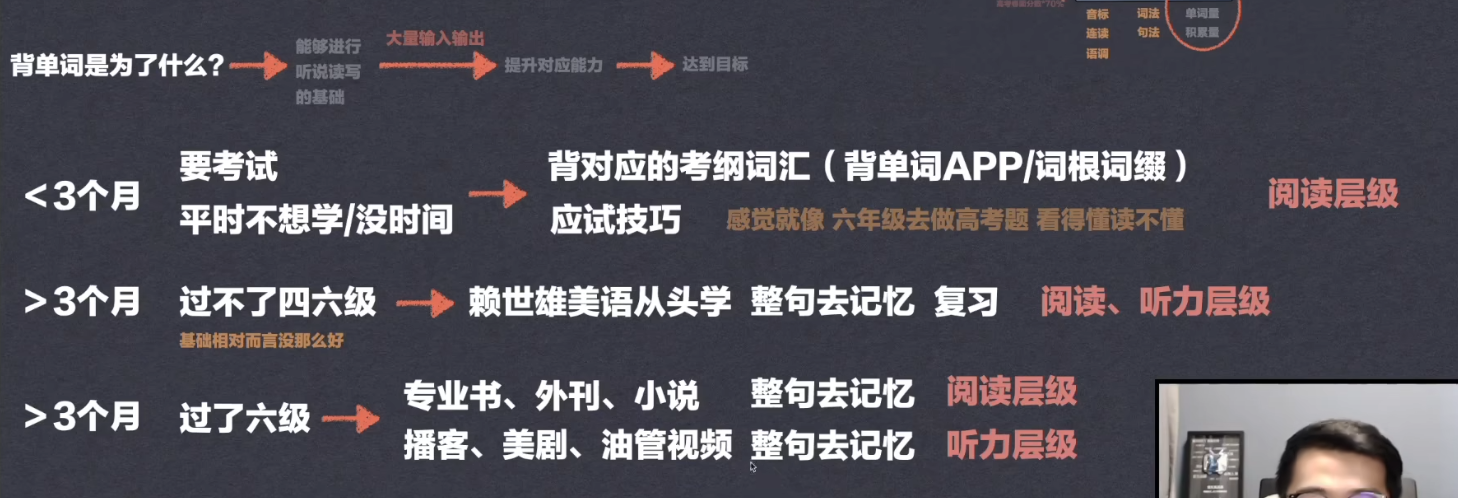 高考卷面分数"70%"
音标 词法 单词量
连读 句法 积累量
语调
背单词是为了什么?
能够进行
听说读写
的基础
大量输入输出
提升对应能力
达到目标
<3个月
要考试
平时不想学/没时间
背对应的考纲词汇（背单词APP/词根词缀）
应试技巧 感觉就像 六年级去做高考题 看得懂读不懂
阅读层级
>3个月 过不了四六级 赖世雄美语从头学 整句去记忆 复习 阅读、听力层级
基础相对而言没那么好
>3个月 过了六级
专业书、外刊、小说 整句去记忆 阅读层级
播客、美剧、油管视频 整句去记忆 听力层级